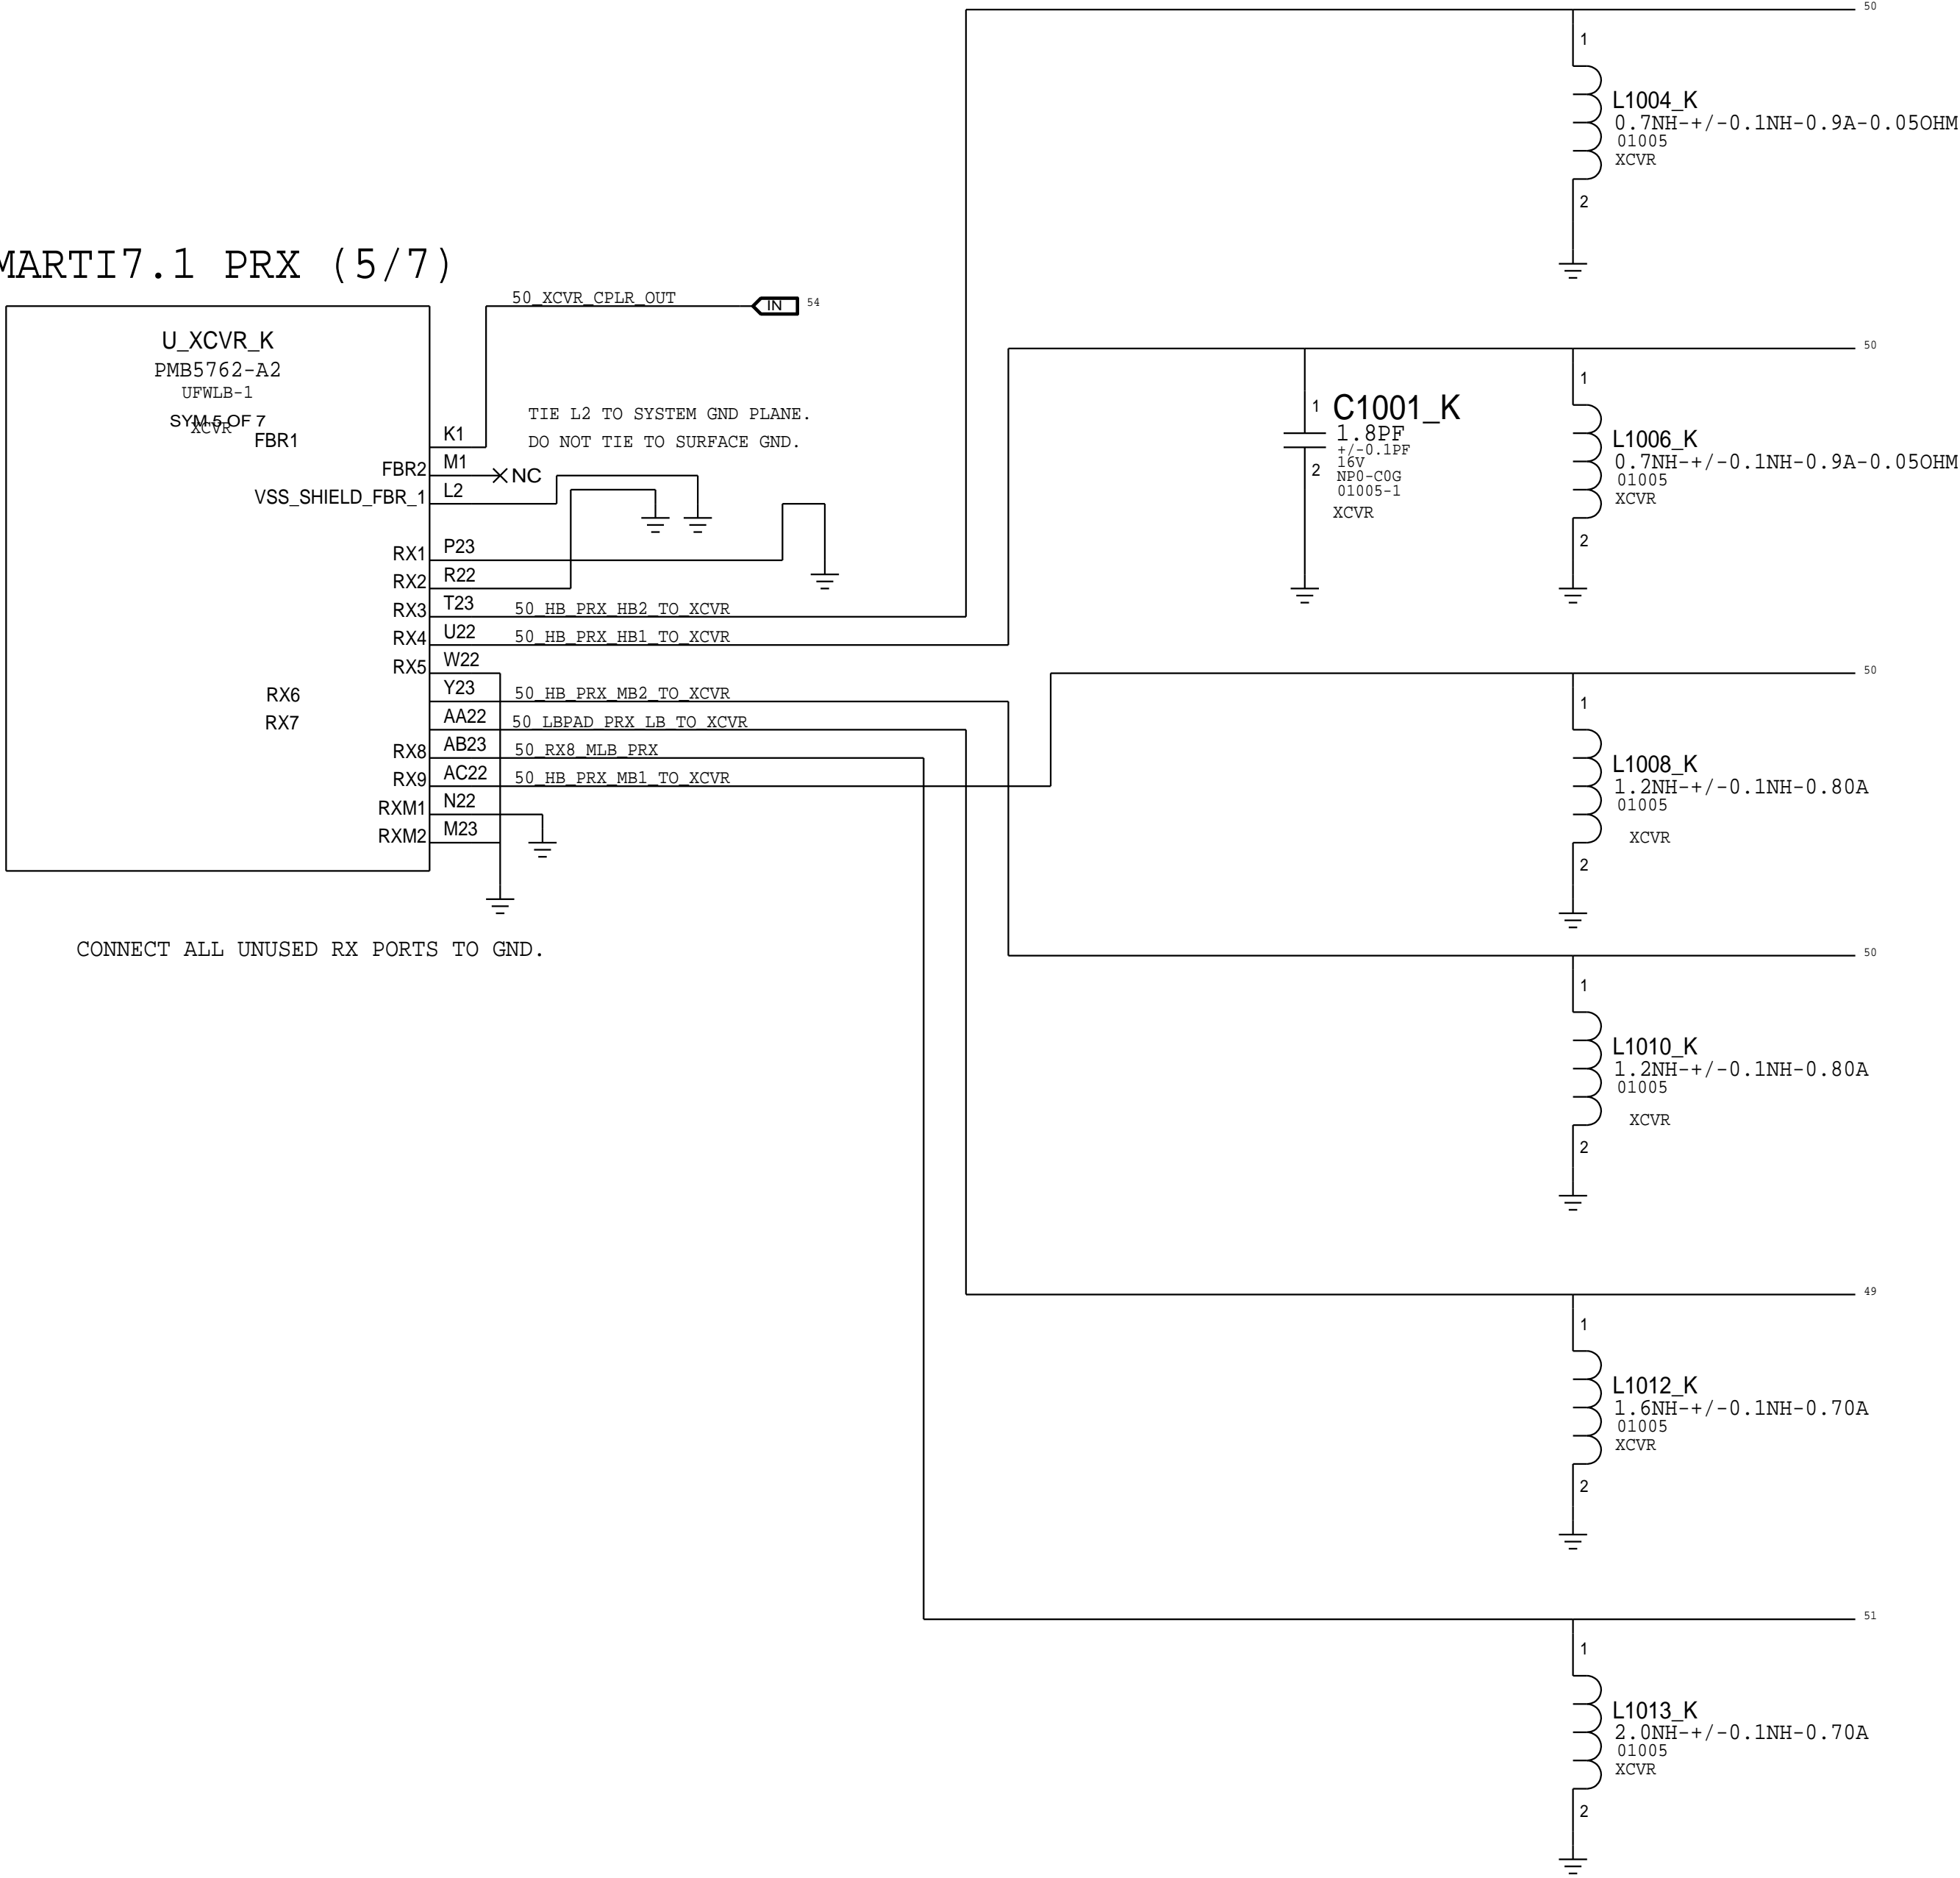 50
1
L1004_K
0.7NH-+/-0.1NH-0.9A-0.05OHM
01005
XCVR
2
MARTI7.1 PRX (5/7)
50_XCVR_CPLR_OUT
IN
54
U_XCVR_K
PMB5762-A2
UFWLB-1
SYM 5 OF 7
XCVR
TIE L2 TO SYSTEM GND PLANE.
DO NOT TIE TO SURFACE GND.
FBR1 K1
FBR2 M1 NC
VSS_SHIELD_FBR_1 L2
RX1 P23
RX2 R22
RX3 T23 50_HB_PRX_HB2_TO_XCVR
RX4 U22 50_HB_PRX_HB1_TO_XCVR
RX5 W22
RX6 Y23 50_HB_PRX_MB2_TO_XCVR
RX7 AA22 50_LBPAD_PRX_LB_TO_XCVR
RX8 AB23 50_RX8_MLB_PRX
RX9 AC22 50_HB_PRX_MB1_TO_XCVR
RXM1 N22
RXM2 M23
CONNECT ALL UNUSED RX PORTS TO GND.
50
1
C1001_K
1.8PF
+/-0.1PF
16V
NP0-C0G
01005-1
XCVR
2
1
L1006_K
0.7NH-+/-0.1NH-0.9A-0.05OHM
01005
XCVR
2
50
1
L1008_K
1.2NH-+/-0.1NH-0.80A
01005
XCVR
2
50
1
L1010_K
1.2NH-+/-0.1NH-0.80A
01005
XCVR
2
49
1
L1012_K
1.6NH-+/-0.1NH-0.70A
01005
XCVR
2
51
1
L1013_K
2.0NH-+/-0.1NH-0.70A
01005
XCVR
2